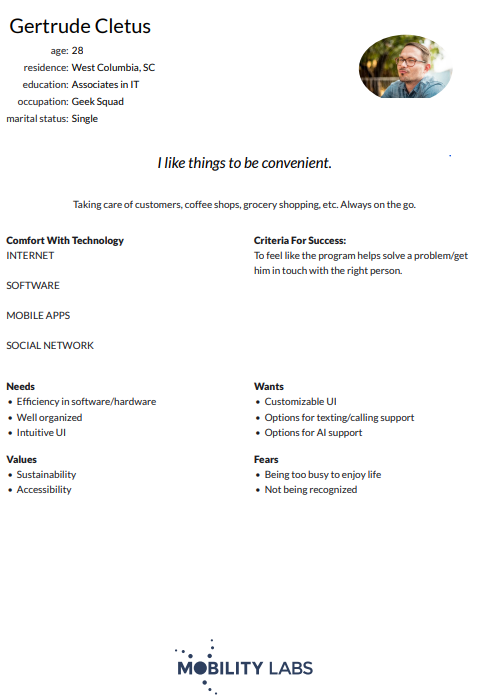 Gertrude Cletus
age: 28
residence: West Columbia, SC
education: Associates in IT
occupation: Geek Squad
marital status: Single
I like things to be convenient.
Taking care of customers, coffee shops, grocery shopping, etc. Always on the go.
Comfort With Technology
INTERNET
SOFTWARE
MOBILE APPS
SOCIAL NETWORK
Criteria For Success:
To feel like the program helps solve a problem/get
him in touch with the right person.
Needs
• Efficiency in software/hardware
• Well organized
• Intuitive UI
Wants
• Customizable UI
• Options for texting/calling support
• Options for AI support
Values
• Sustainability
• Accessibility
Fears
• Being too busy to enjoy life
• Not being recognized
MOBILITY LABS